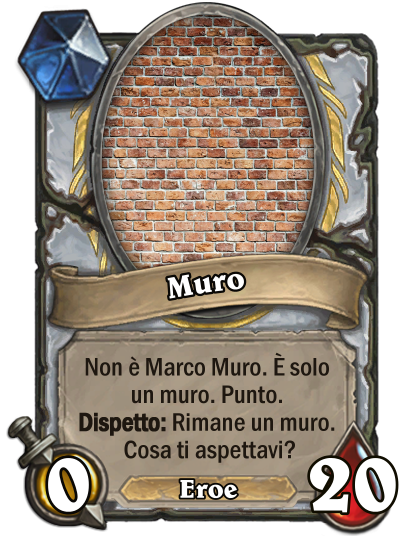 Muro
Non è Marco Muro. È solo
un muro. Punto.
Dispetto: Rimane un muro.
Cosa ti aspettavi?
0
Eroe
20